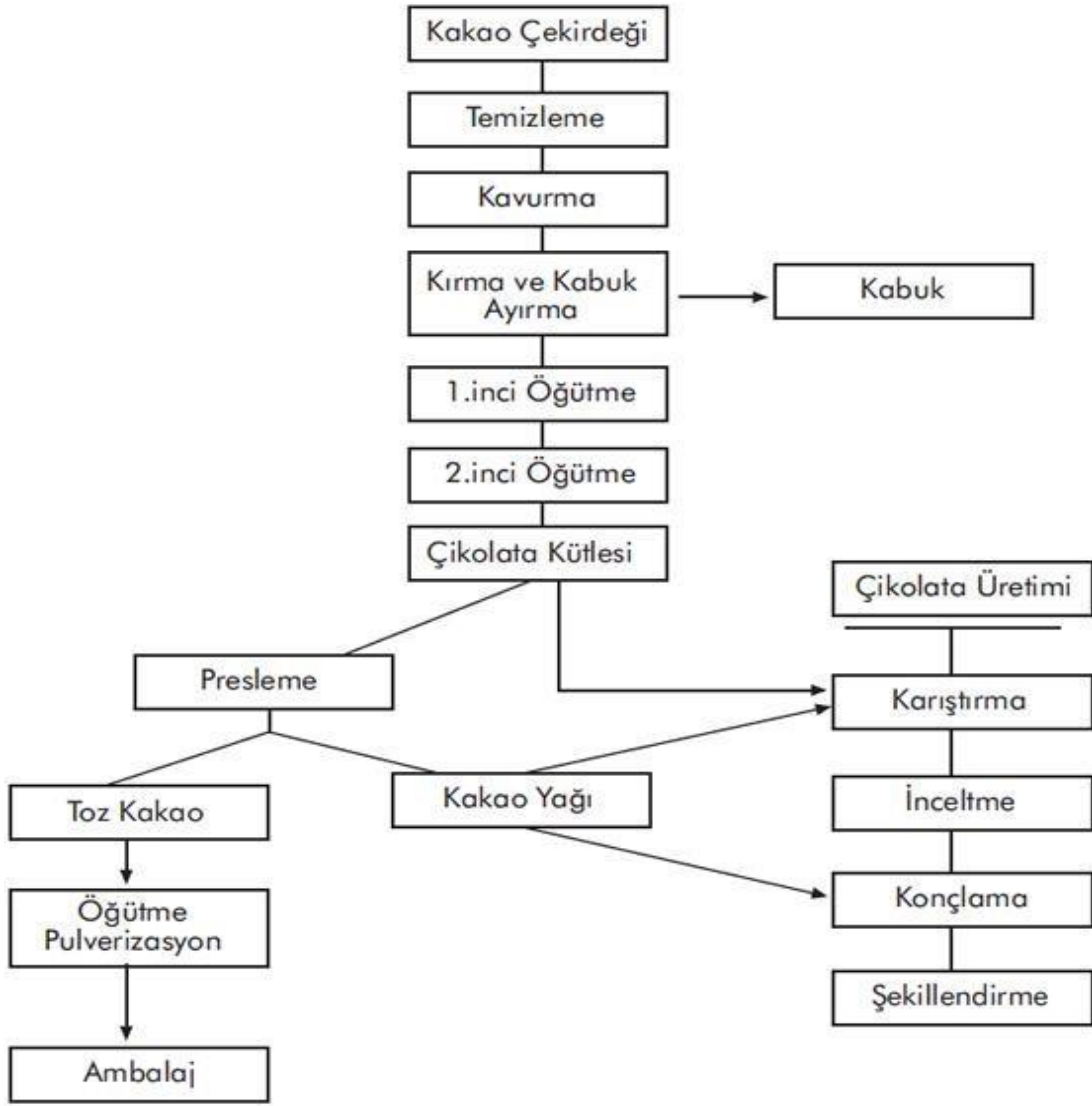 Kakao Çekirdeği
Temizleme
Kavurma
Kırma ve Kabuk
Ayırma
Kabuk
1.inci Öğütme
2.inci Öğütme
Çikolata Kütlesi
Çikolata Üretimi
Presleme
Karıştırma
Toz Kakao
Kakao Yağı
İnceltme
Öğütme
Pulverizasyon
Konçlama
Şekillendirme
Ambalaj